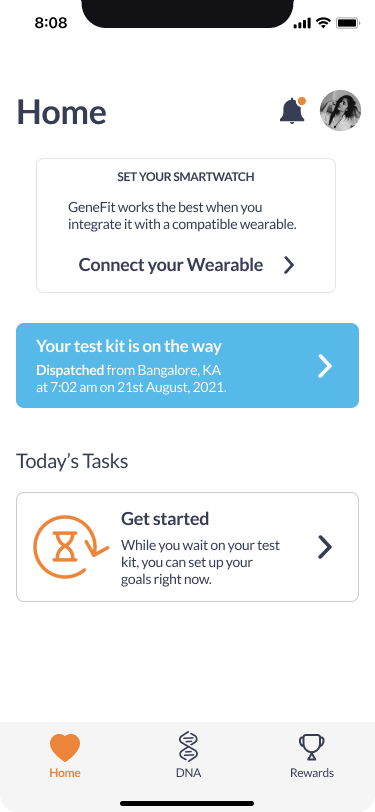 8:08
Home
SET YOUR SMARTWATCH
GeneFit works the best when you
integrate it with a compatible wearable.
Connect your Wearable
Your test kit is on the way
Dispatched from Bangalore, KA
at 7:02 am on 21st August, 2021.
Today’s Tasks
Get started
While you wait on your test
kit, you can set up your
goals right now.
Home
DNA
Rewards